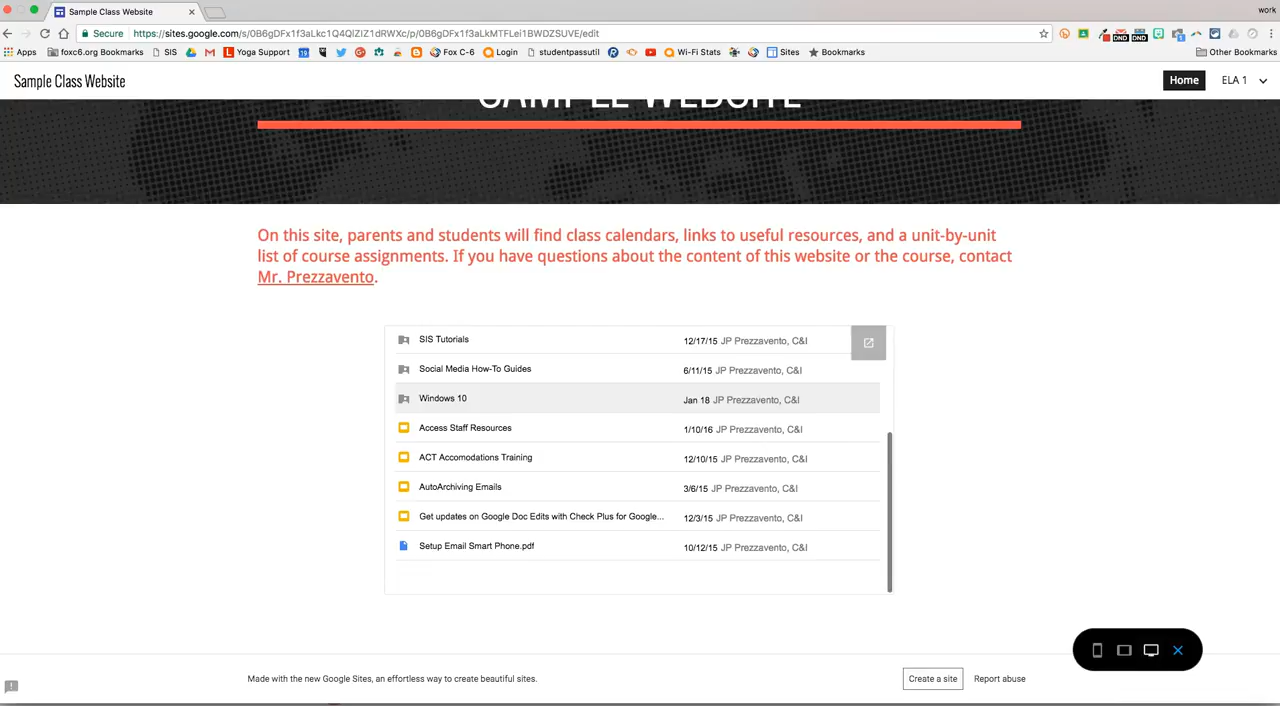 Sample Class Website
work
Secure
https://sites.google.com/s/0B6gDFx1f3aLkc1Q4QlZIZ1dRWXc/p/0B6gDFx1f3aLkMTFLei1BWDZSUVE/edit
Apps foxc6.org Bookmarks SIS Yoga Support Fox C-6 Login studentpassutil Wi-Fi Stats Sites Bookmarks Other Bookmarks
DND DND
Sample Class Website Home ELA 1
SAMPLE WEBSITE
On this site, parents and students will find class calendars, links to useful resources, and a unit-by-unit
list of course assignments. If you have questions about the content of this website or the course, contact
Mr. Prezzavento.
SIS Tutorials 12/17/15 JP Prezzavento, C&I
Social Media How-To Guides 6/11/15 JP Prezzavento, C&I
Windows 10 Jan 18 JP Prezzavento, C&I
Access Staff Resources 1/10/16 JP Prezzavento, C&I
ACT Accomodations Training 12/10/15 JP Prezzavento, C&I
AutoArchiving Emails 3/6/15 JP Prezzavento, C&I
Get updates on Google Doc Edits with Check Plus for Google... 12/3/15 JP Prezzavento, C&I
Setup Email Smart Phone.pdf 10/12/15 JP Prezzavento, C&I
Made with the new Google Sites, an effortless way to create beautiful sites. Create a site Report abuse